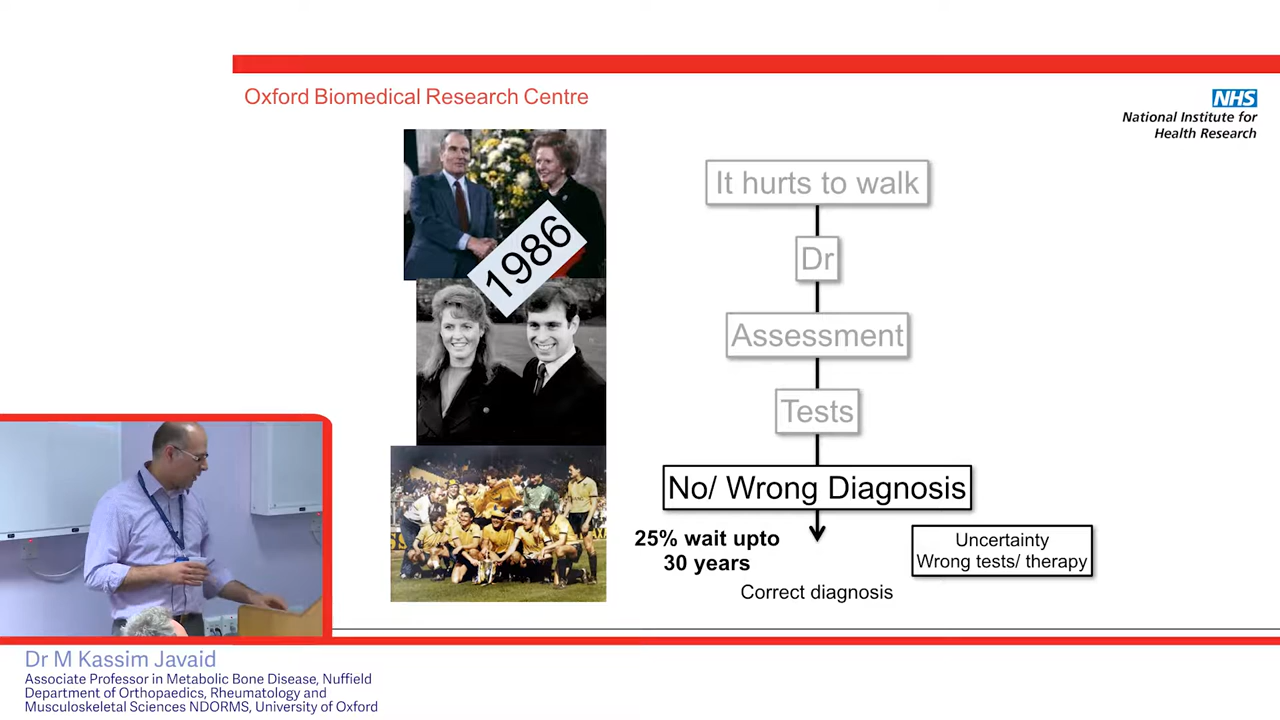 Oxford Biomedical Research Centre
NHS
National Institute for
Health Research
1986
It hurts to walk
Dr
Assessment
Tests
No/ Wrong Diagnosis
25% wait upto
30 years
Uncertainty
Wrong tests/ therapy
Correct diagnosis
Dr M Kassim Javaid
Associate Professor in Metabolic Bone Disease, Nuffield
Department of Orthopaedics, Rheumatology and
Musculoskeletal Sciences NDORMS, University of Oxford